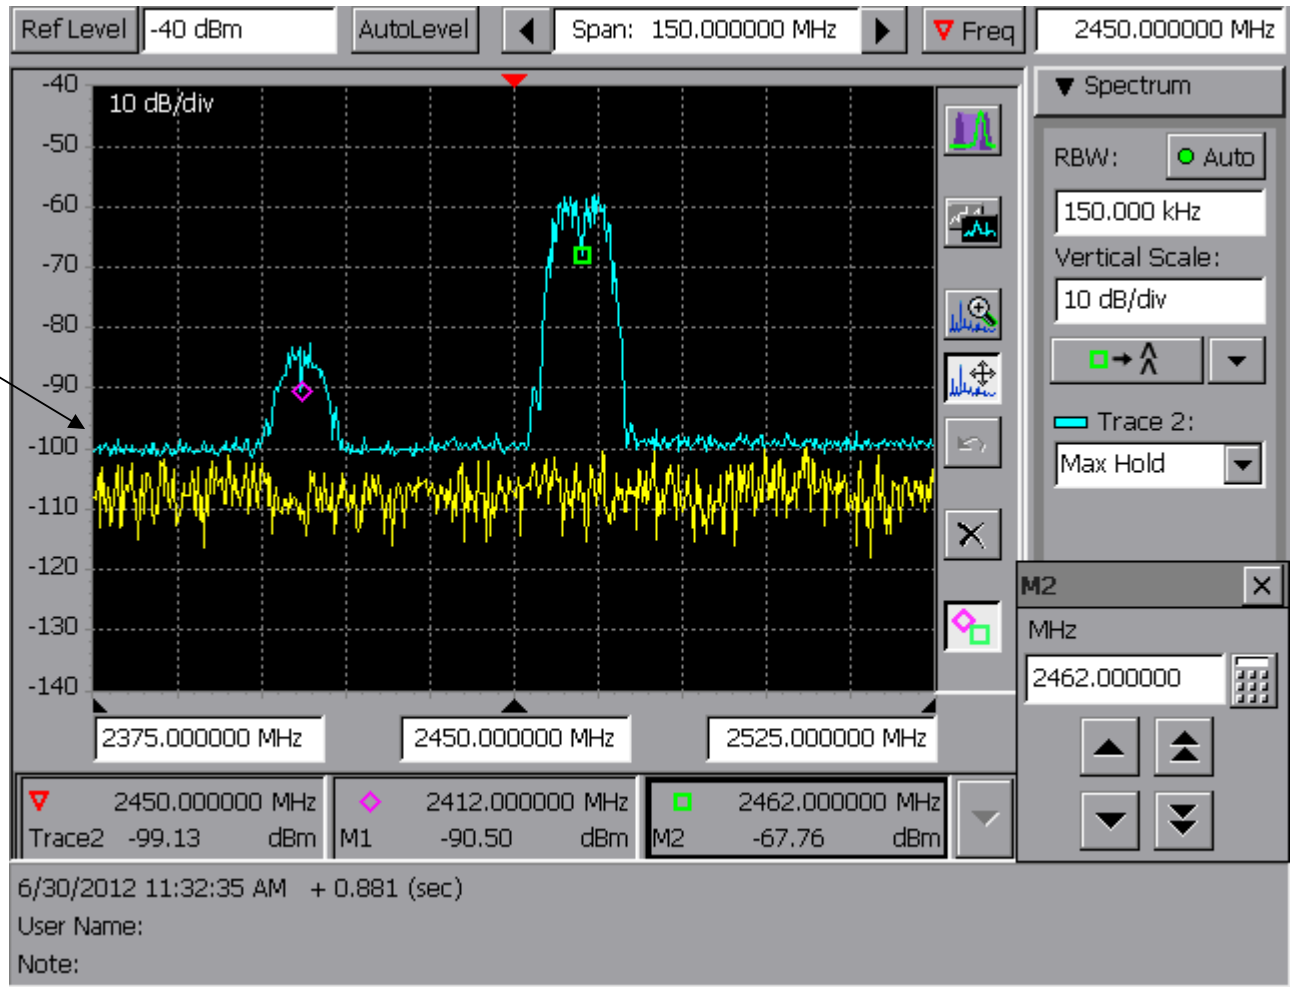 Ref Level -40 dBm AutoLevel Span: 150.000000 MHz Freq 2450.000000 MHz
Spectrum
10 dB/div
-40
-50
-60
-70
-80
-90
-100
-110
-120
-130
-140
RBW: Auto
150.000 kHz
Vertical Scale:
10 dB/div
Trace 2:
Max Hold
M2
MHz
2462.000000
2375.000000 MHz 2450.000000 MHz 2525.000000 MHz
2450.000000 MHz 2412.000000 MHz 2462.000000 MHz
Trace2 -99.13 dBm M1 -90.50 dBm M2 -67.76 dBm
6/30/2012 11:32:35 AM + 0.881 (sec)
User Name:
Note: